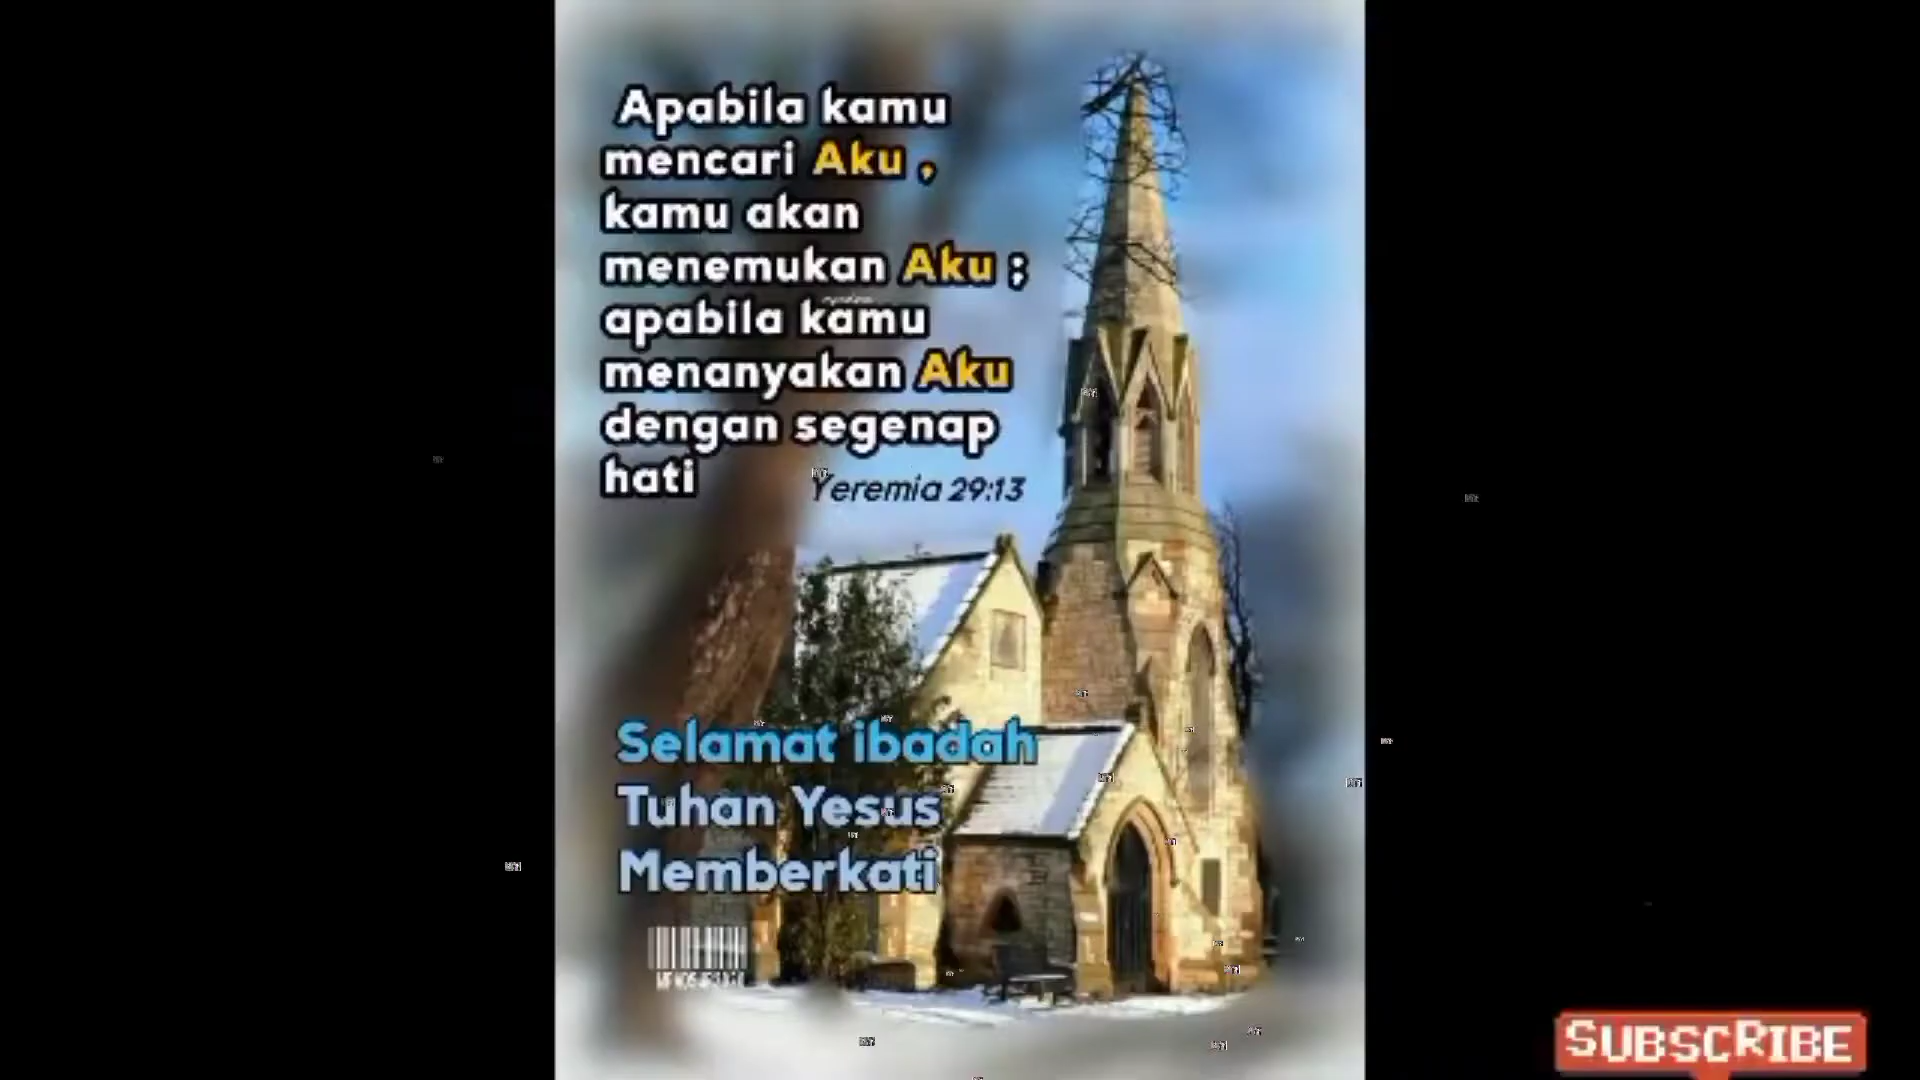 Apabila kamu
mencari Aku ,
kamu akan
menemukan Aku ;
apabila kamu
menanyakan Aku
dengan segenap
hati
Yeremia 29:13
Selamat ibadah
Tuhan Yesus
Memberkati
SUBSCRIBE